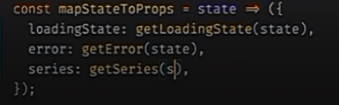 const mapStateToProps = state => ({
  loadingState: getLoadingState(state),
  error: getError(state),
  series: getSeries(s),
});